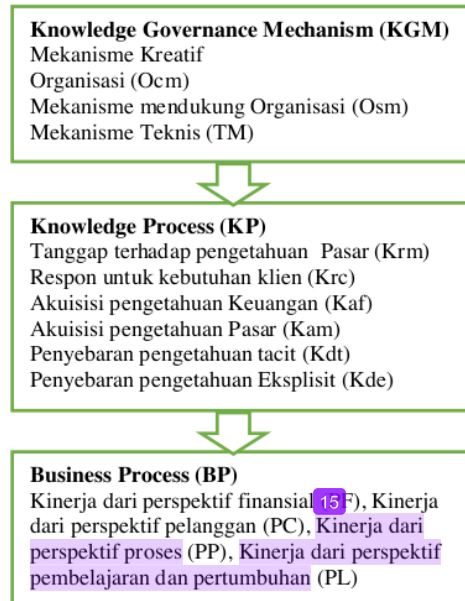 Knowledge Governance Mechanism (KGM)
Mekanisme Kreatif
Organisasi (Ocm)
Mekanisme mendukung Organisasi (Osm)
Mekanisme Teknis (TM)
Knowledge Process (KP)
Tanggap terhadap pengetahuan Pasar (Krm)
Respon untuk kebutuhan klien (Krc)
Akuisisi pengetahuan Keuangan (Kaf)
Akuisisi pengetahuan Pasar (Kam)
Penyebaran pengetahuan tacit (Kdt)
Penyebaran pengetahuan Eksplisit (Kde)
Business Process (BP)
Kinerja dari perspektif finansial 15 F), Kinerja
dari perspektif pelanggan (PC), Kinerja dari
perspektif proses (PP), Kinerja dari perspektif
pembelajaran dan pertumbuhan (PL)